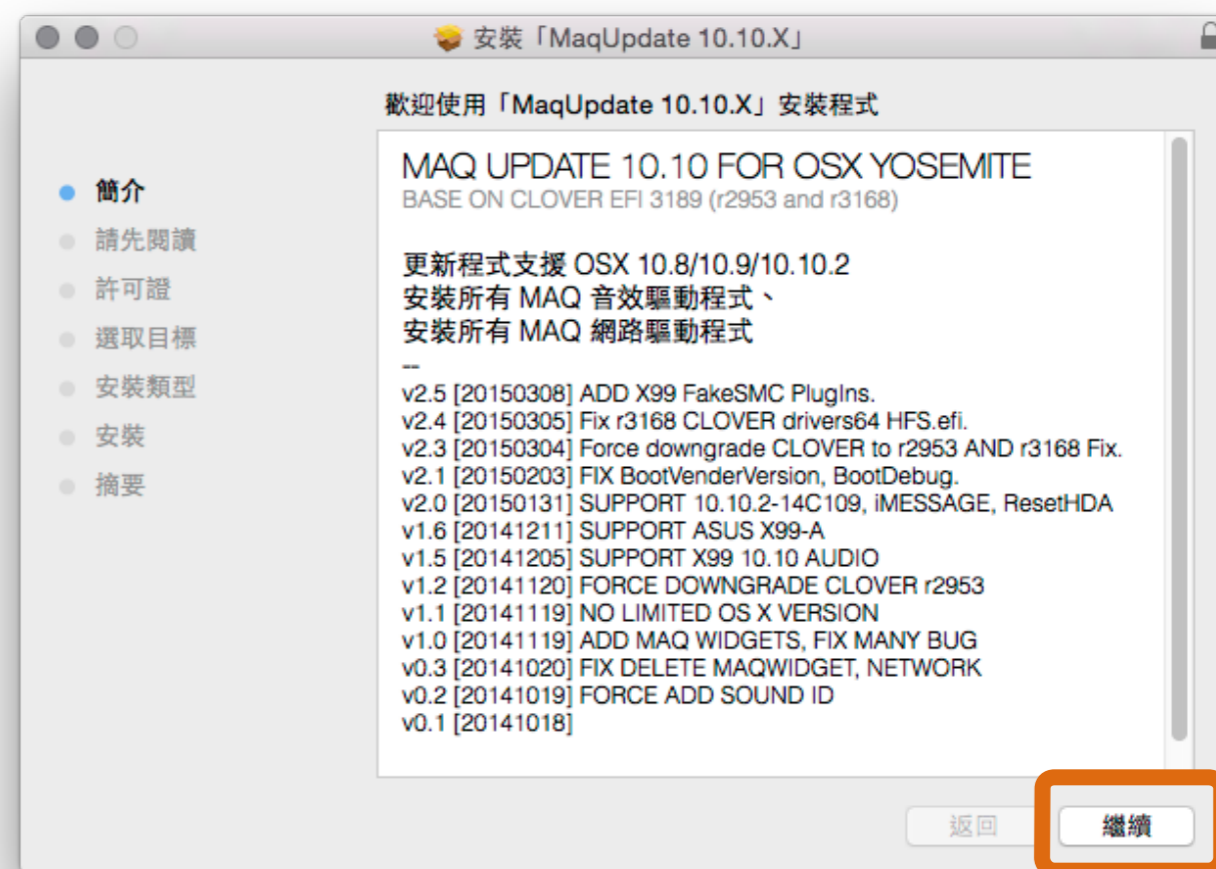 安裝「MaqUpdate 10.10.X」
歡迎使用「MaqUpdate 10.10.X」安裝程式
簡介
請先閱讀
許可證
選取目標
安裝類型
安裝
摘要
MAQ UPDATE 10.10 FOR OSX YOSEMITE
BASE ON CLOVER EFI 3189 (r2953 and r3168)
更新程式支援 OSX 10.8/10.9/10.10.2
安裝所有 MAQ 音效驅動程式、
安裝所有 MAQ 網路驅動程式
--
v2.5 [20150308] ADD X99 FakeSMC PlugIns.
v2.4 [20150305] Fix r3168 CLOVER drivers64 HFS.efi.
v2.3 [20150304] Force downgrade CLOVER to r2953 AND r3168 Fix.
v2.1 [20150203] FIX BootVenderVersion, BootDebug.
v2.0 [20150131] SUPPORT 10.10.2-14C109, iMESSAGE, ResetHDA
v1.6 [20141211] SUPPORT ASUS X99-A
v1.5 [20141205] SUPPORT X99 10.10 AUDIO
v1.2 [20141120] FORCE DOWNGRADE CLOVER r2953
v1.1 [20141119] NO LIMITED OS X VERSION
v1.0 [20141119] ADD MAQ WIDGETS, FIX MANY BUG
v0.3 [20141020] FIX DELETE MAQWIDGET, NETWORK
v0.2 [20141019] FORCE ADD SOUND ID
v0.1 [20141018]
返回
繼續